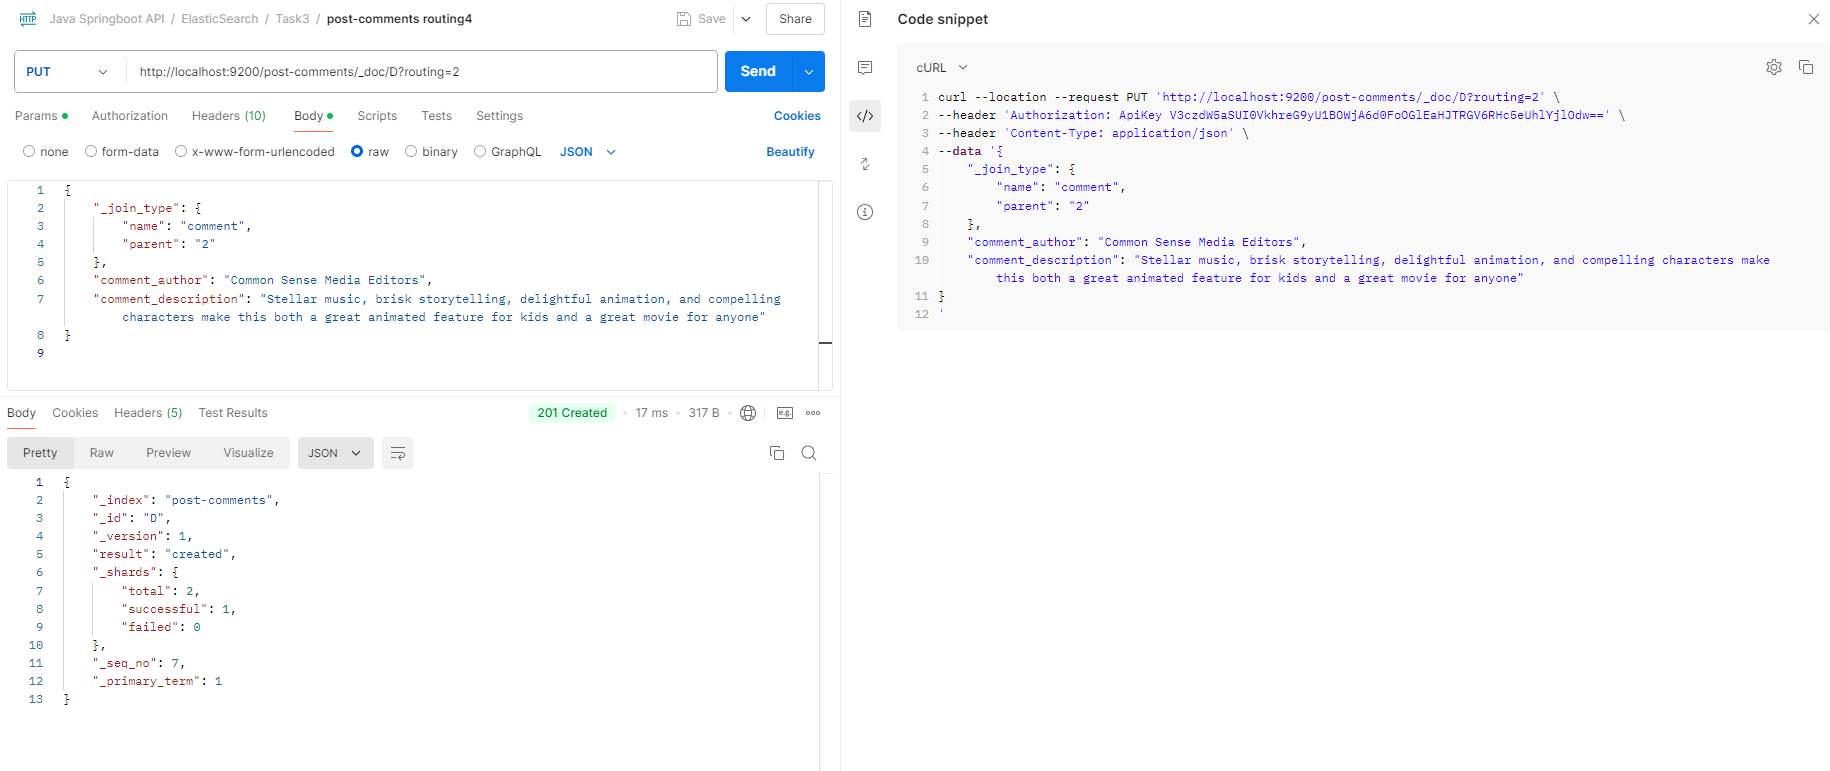 HTTP Java Springboot API / ElasticSearch / Task3 / post-comments routing4 Save Share
PUT http://localhost:9200/post-comments/_doc/D?routing=2 Send
Params Authorization Headers (10) Body Scripts Tests Settings Cookies
none form-data x-www-form-urlencoded raw binary GraphQL JSON Beautify
1 {
2 "_join_type": {
3 "name": "comment",
4 "parent": "2"
5 },
6 "comment_author": "Common Sense Media Editors",
7 "comment_description": "Stellar music, brisk storytelling, delightful animation, and compelling
characters make this both a great animated feature for kids and a great movie for anyone"
8 }
9
Body Cookies Headers (5) Test Results 201 Created 17 ms 317 B e.g.
Pretty Raw Preview Visualize JSON
1 {
2 "_index": "post-comments",
3 "_id": "D",
4 "_version": 1,
5 "result": "created",
6 "_shards": {
7 "total": 2,
8 "successful": 1,
9 "failed": 0
10 },
11 "_seq_no": 7,
12 "_primary_term": 1
13 }
Code snippet
cURL
1 curl --location --request PUT 'http://localhost:9200/post-comments/_doc/D?routing=2' \
2 --header 'Authorization: ApiKey V3czdW5aSUI0VkhreG9yU1BOWjA6d0FoOGlEaHJTRGV6RHc5eUhlYjlOdw==' \
3 --header 'Content-Type: application/json' \
4 --data '{
5 "_join_type": {
6 "name": "comment",
7 "parent": "2"
8 },
9 "comment_author": "Common Sense Media Editors",
10 "comment_description": "Stellar music, brisk storytelling, delightful animation, and compelling characters make
this both a great animated feature for kids and a great movie for anyone"
11 }
12 '